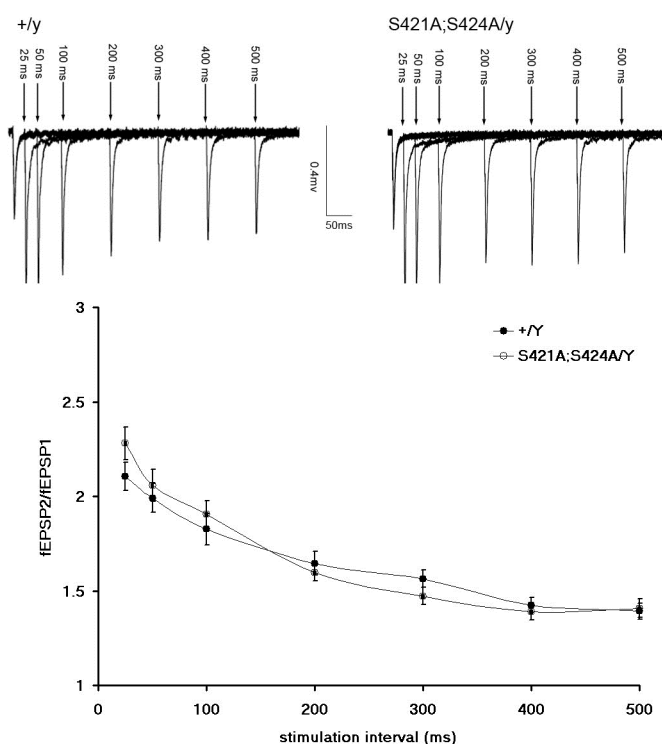 +/y
S421A;S424A/y
25 ms
50 ms
100 ms
200 ms
300 ms
400 ms
500 ms
25 ms
50 ms
100 ms
200 ms
300 ms
400 ms
500 ms
0.4mv
50ms
3
2.5
2
1.5
1
+/Y
S421A;S424A/Y
fEPSP2/fEPSP1
0
100
200
300
400
500
stimulation interval (ms)